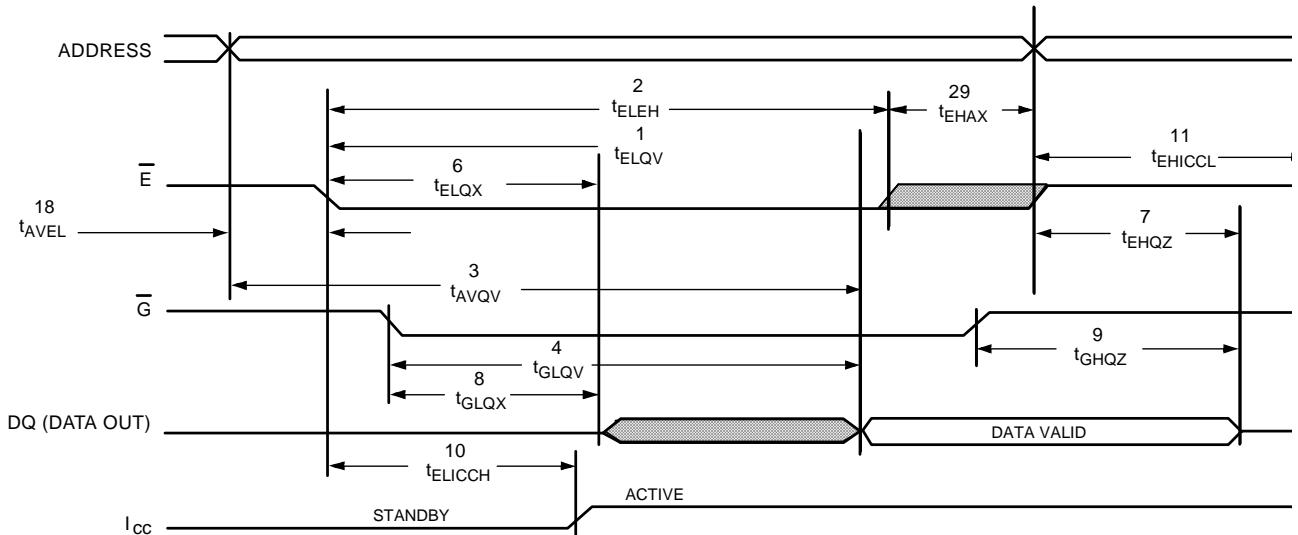 ADDRESS
2
tELEH
29
tEHAX
1
tELQV
11
tEHICCL
E
6
tELQX
18
tAVEL
7
tEHQZ
3
tAVQV
G
4
tGLQV
9
tGHQZ
8
tGLQX
DQ (DATA OUT)
DATA VALID
10
tELICCH
ACTIVE
STANDBY
ICC